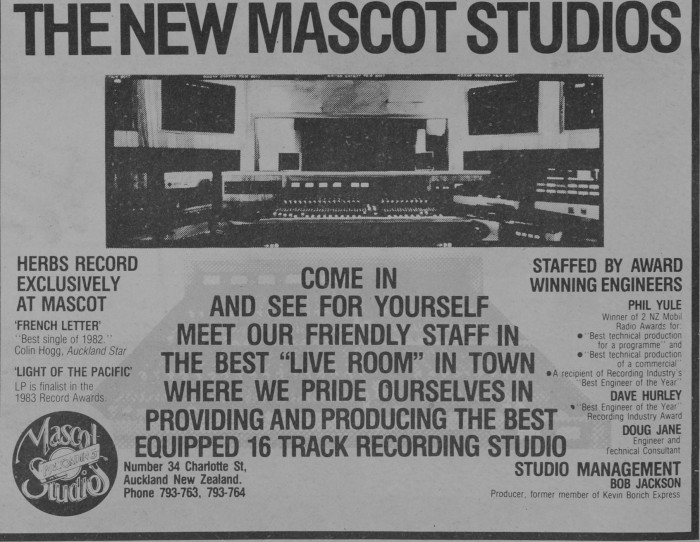 THE NEW MASCOT STUDIOS
HERBS RECORD
EXCLUSIVELY
AT MASCOT
'FRENCH LETTER'
"Best single of 1982."
Colin Hogg, Auckland Star
'LIGHT OF THE PACIFIC'
LP is finalist in the
1983 Record Awards
Mascot
RECORDING
Studios
COME IN
AND SEE FOR YOURSELF
MEET OUR FRIENDLY STAFF IN
THE BEST "LIVE ROOM" IN TOWN
WHERE WE PRIDE OURSELVES IN
PROVIDING AND PRODUCING THE BEST
EQUIPPED 16 TRACK RECORDING STUDIO
Number 34 Charlotte St,
Auckland New Zealand.
Phone 793-763, 793-764
STAFFED BY AWARD
WINNING ENGINEERS
PHIL YULE
Winner of 2 NZ Mobil
Radio Awards for:
● "Best technical production
for a programme" and
● "Best technical production
of a commercial"
● A recipient of Recording Industry's
"Best Engineer of the Year"
DAVE HURLEY
● "Best Engineer of the Year"
Recording Industry Award
DOUG JANE
Engineer and
Technical Consultant
STUDIO MANAGEMENT
BOB JACKSON
Producer, former member of Kevin Borich Express